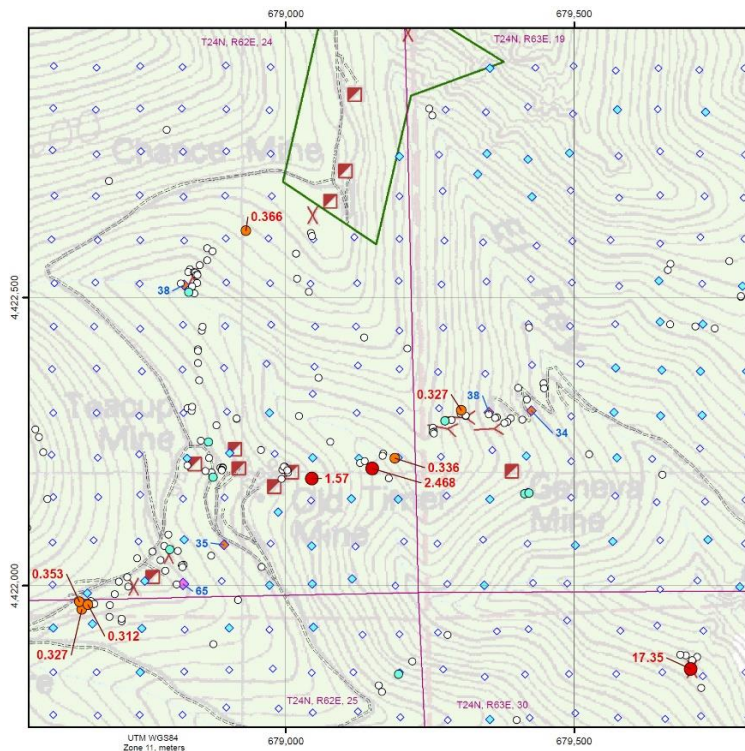 679,000
679,500
T24N, R62E, 24
T24N, R63E, 19
Chance Mine
0.366
38
4,422,500
0.327
38
34
0.336
2.468
1.57
Mine
Geneva
Mine
Mine
35
65
4,422,000
0.353
0.312
0.327
17.35
T24N, R62E, 25
T24N, R63E, 30
UTM WGS84
Zone 11, meters
679,000
679,500